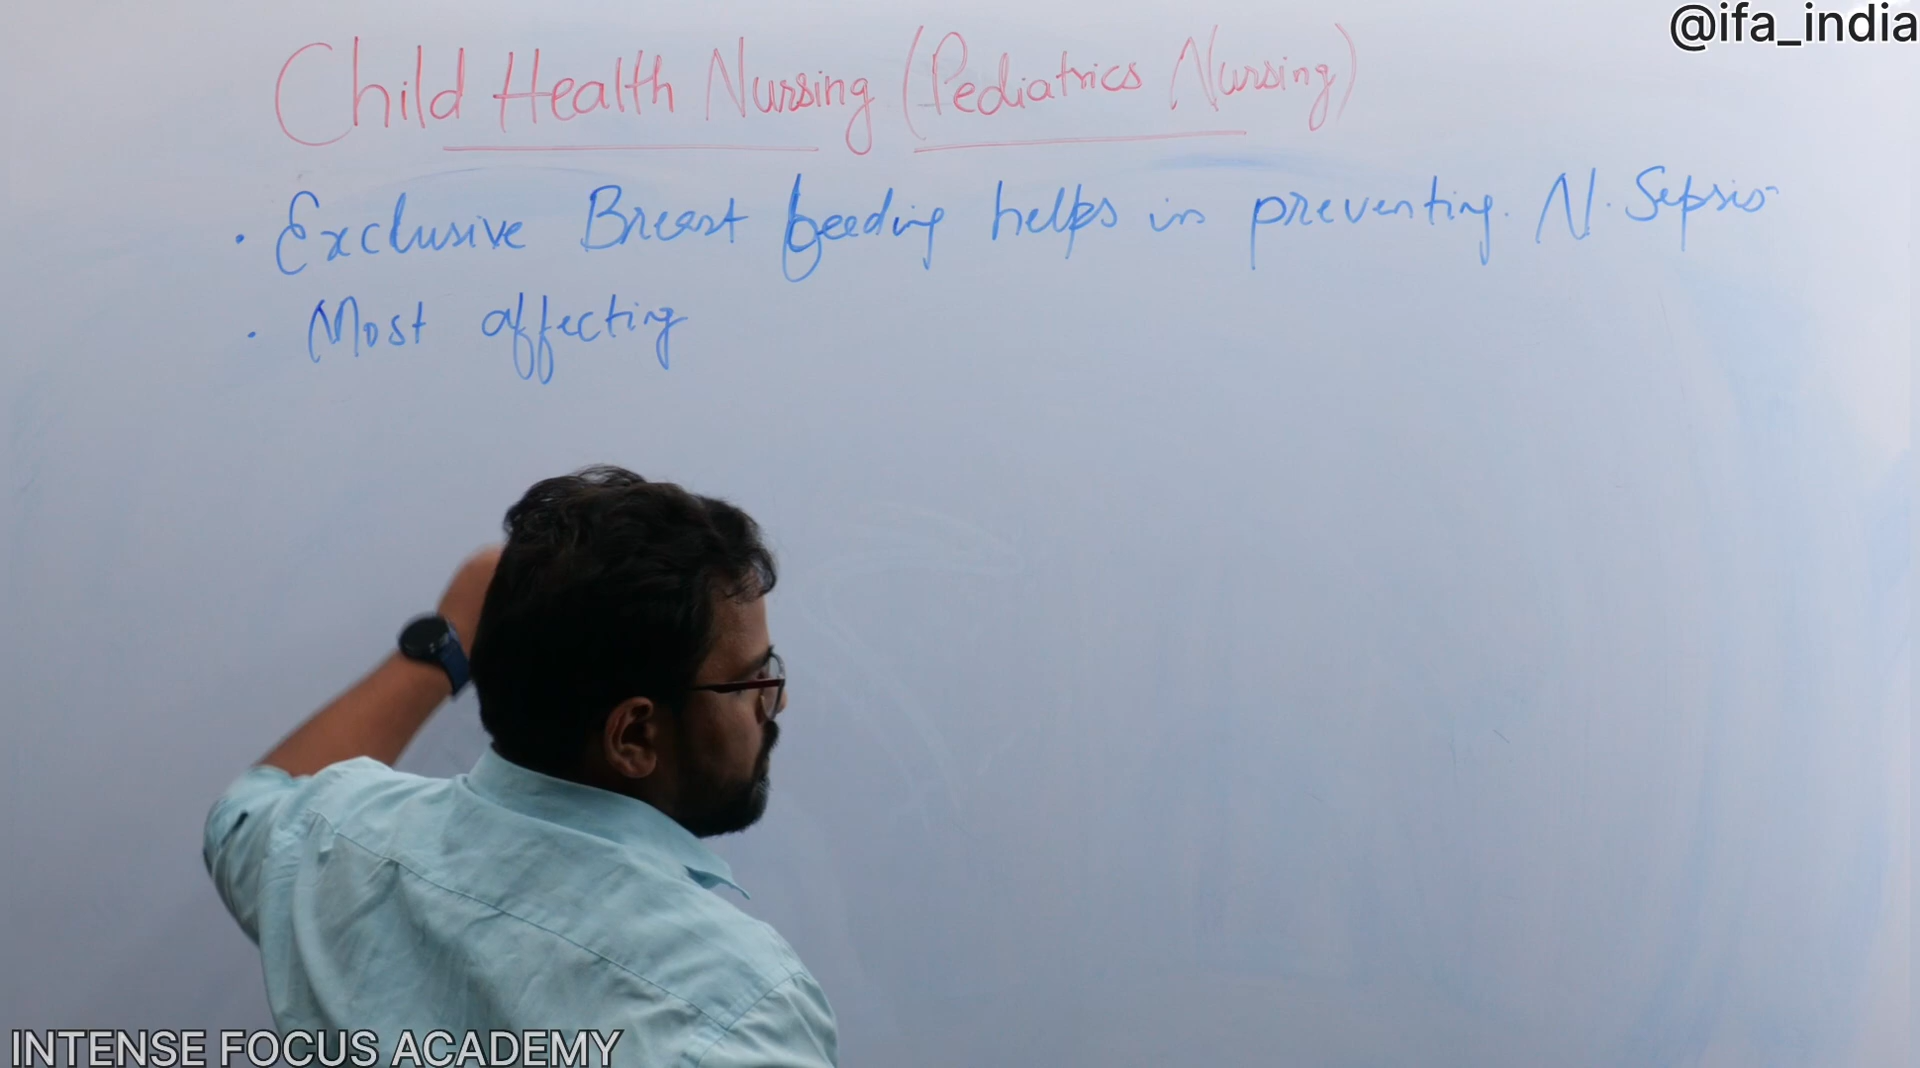 @ifa_india
Child Health Nursing (Pediatrics Nursing)
• Exclusive Breast feeding helps in preventing. N. Sepsis
• Most affecting
INTENSE FOCUS ACADEMY